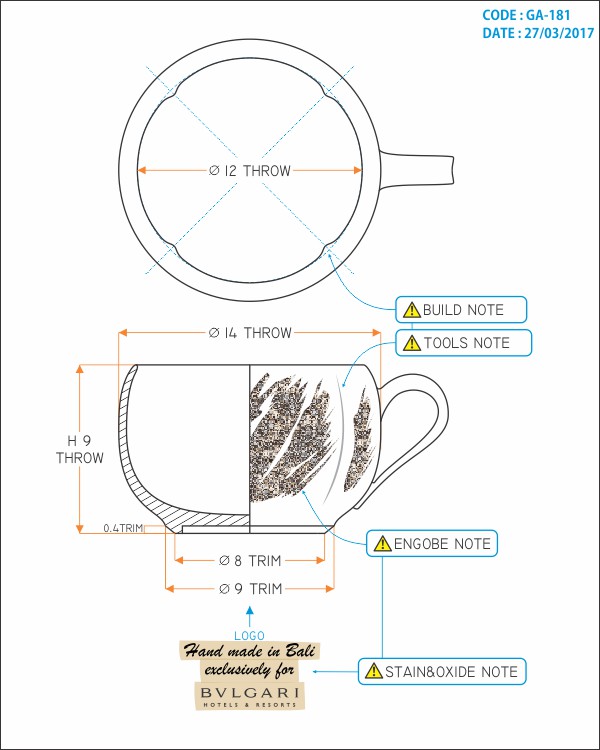 CODE : GA-181
DATE : 27/03/2017
Ø 12 THROW
BUILD NOTE
Ø 14 THROW
TOOLS NOTE
H 9
THROW
0.4TRIM
ENGOBE NOTE
Ø 8 TRIM
Ø 9 TRIM
LOGO
Hand made in Bali
exclusively for
BVLGARI
HOTELS & RESORTS
STAIN&OXIDE NOTE